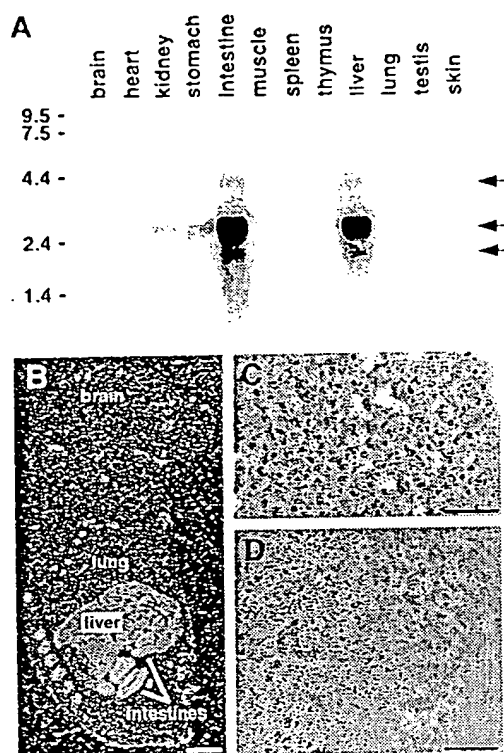 A
brain
heart
kidney
stomach
Intestine
muscle
spleen
thymus
liver
lung
testis
skin
9.5 -
7.5 -
4.4 -
2.4 -
1.4 -
B
brain
lung
liver
intestines
C
D